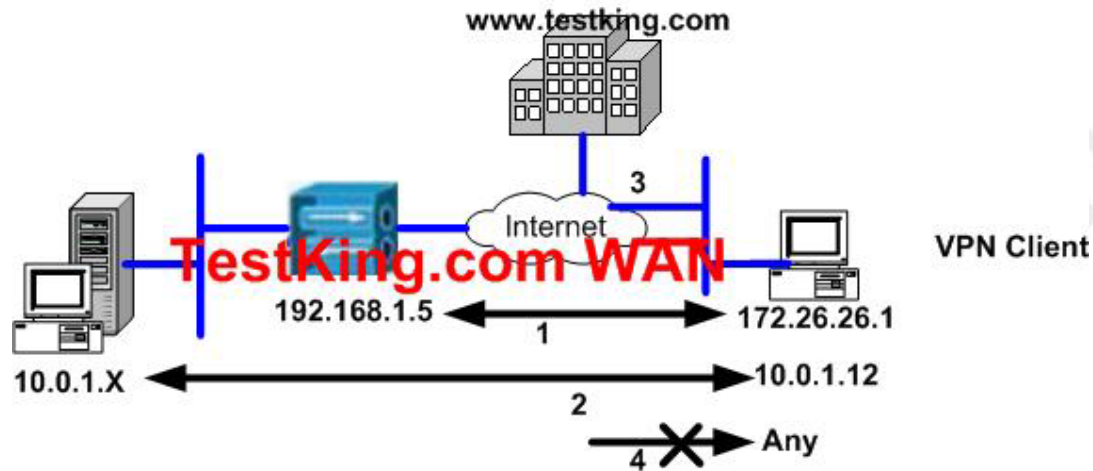 www.testking.com
3
Internet
VPN Client
TestKing.com WAN
192.168.1.5
172.26.26.1
1
10.0.1.X
10.0.1.12
2
Any
4